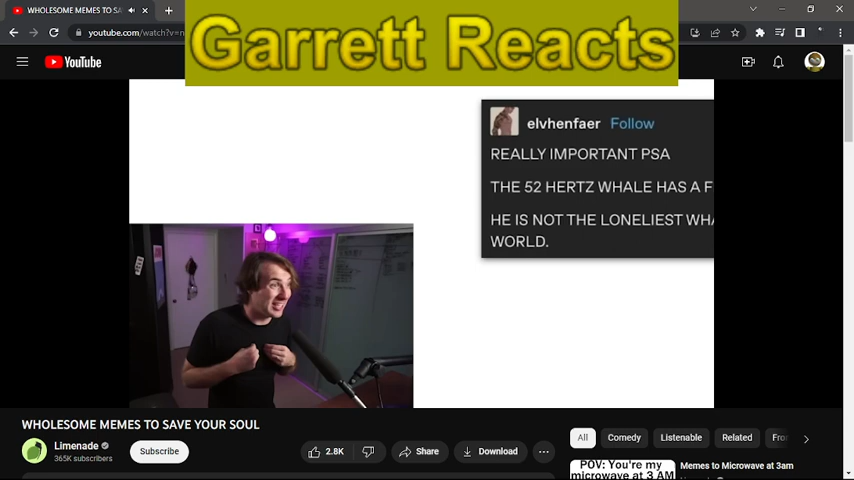 WHOLESOME MEMES TO SA
youtube.com/watch?v=n
Garrett Reacts
YouTube
elvhenfaer Follow
REALLY IMPORTANT PSA
THE 52 HERTZ WHALE HAS A F
HE IS NOT THE LONELIEST WHA
WORLD.
WHOLESOME MEMES TO SAVE YOUR SOUL
Limenade
365K subscribers
Subscribe
2.8K
Share
Download
All
Comedy
Listenable
Related
Fro
POV: You're my
microwave at 3 AM
Memes to Microwave at 3am